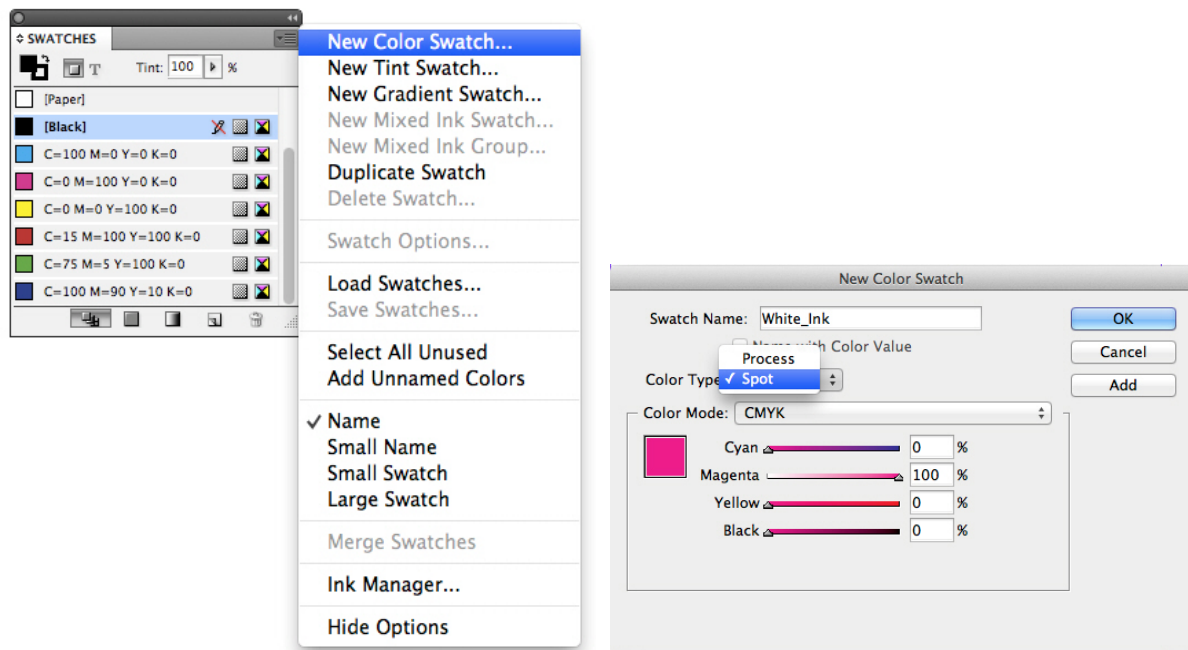 SWATCHES
Tint: 100 %
[Paper]
[Black]
C=100 M=0 Y=0 K=0
C=0 M=100 Y=0 K=0
C=0 M=0 Y=100 K=0
C=15 M=100 Y=100 K=0
C=75 M=5 Y=100 K=0
C=100 M=90 Y=10 K=0
New Color Swatch...
New Tint Swatch...
New Gradient Swatch...
New Mixed Ink Swatch...
New Mixed Ink Group...
Duplicate Swatch
Delete Swatch...
Swatch Options...
Load Swatches...
Save Swatches...
Select All Unused
Add Unnamed Colors
Name
Small Name
Small Swatch
Large Swatch
Merge Swatches
Ink Manager...
Hide Options
New Color Swatch
Swatch Name: White_Ink
Name with Color Value
Process
Color Type Spot
Color Mode: CMYK
Cyan 0 %
Magenta 100 %
Yellow 0 %
Black 0 %
OK
Cancel
Add